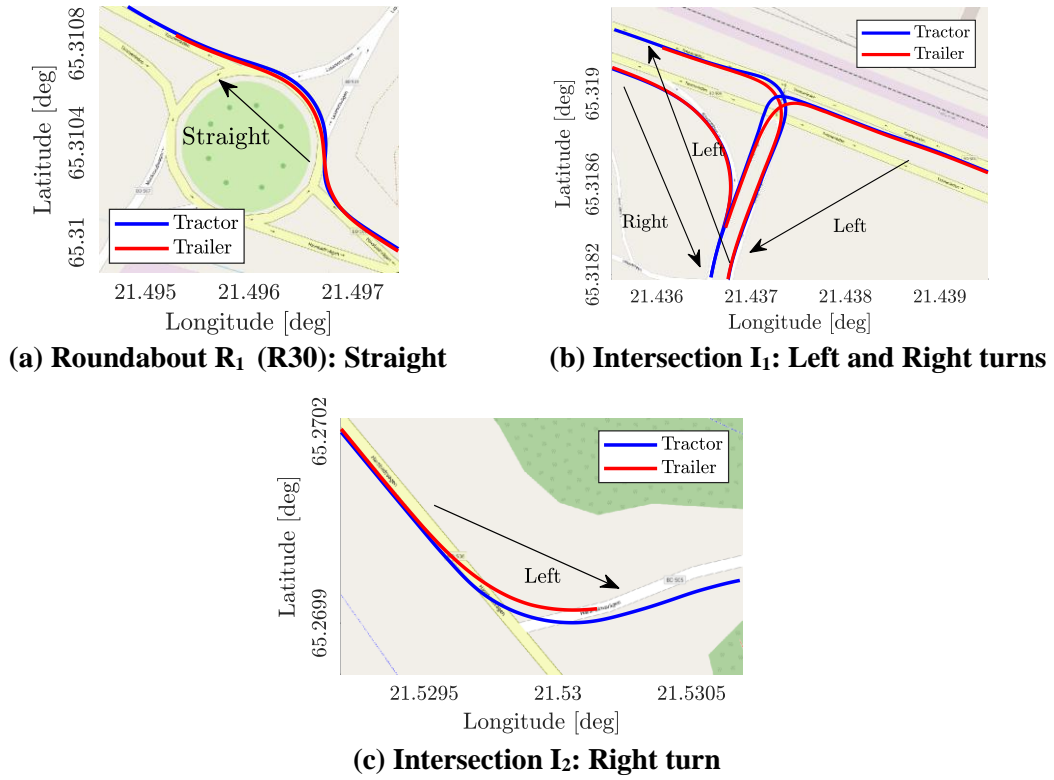 65.3108
65.3104
65.31
Latitude [deg]
Straight
Tractor
Trailer
21.495 21.496 21.497
Longitude [deg]
(a) Roundabout R₁ (R30): Straight
65.319
65.3186
65.3182
Latitude [deg]
Tractor
Trailer
Left
Right
Left
21.436 21.437 21.438 21.439
Longitude [deg]
(b) Intersection I₁: Left and Right turns
65.2702
65.2699
Latitude [deg]
Tractor
Trailer
Left
21.5295 21.53 21.5305
Longitude [deg]
(c) Intersection I₂: Right turn